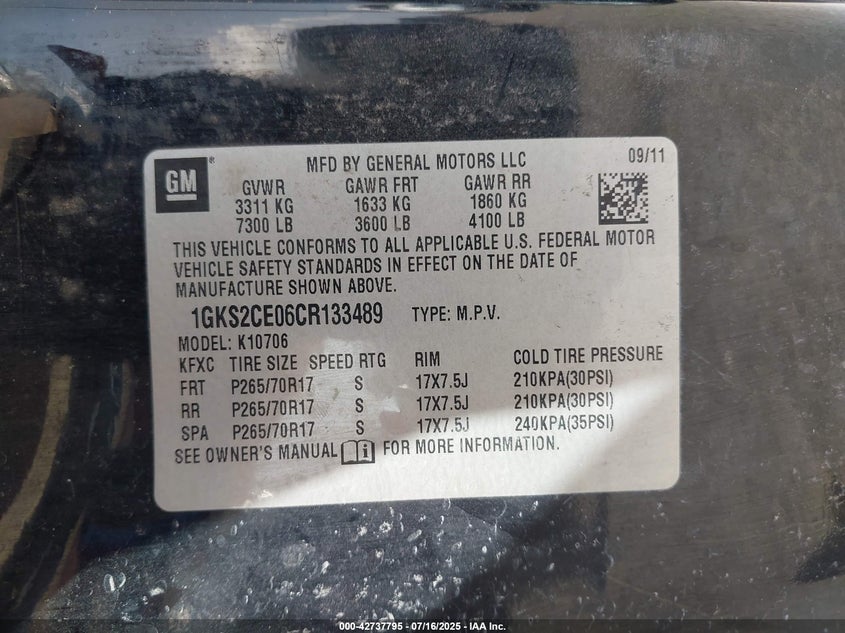 GM ®
MFD BY GENERAL MOTORS LLC 09/11
GVWR GAWR FRT GAWR RR
3311 KG 1633 KG 1860 KG
7300 LB 3600 LB 4100 LB
THIS VEHICLE CONFORMS TO ALL APPLICABLE U.S. FEDERAL MOTOR
VEHICLE SAFETY STANDARDS IN EFFECT ON THE DATE OF
MANUFACTURE SHOWN ABOVE.
1GKS2CE06CR133489 TYPE: M.P.V.
MODEL: K10706
KFXC TIRE SIZE SPEED RTG RIM COLD TIRE PRESSURE
FRT P265/70R17 S 17X7.5J 210KPA(30PSI)
RR P265/70R17 S 17X7.5J 210KPA(30PSI)
SPA P265/70R17 S 17X7.5J 240KPA(35PSI)
SEE OWNER'S MANUAL i FOR MORE INFORMATION.
000-42737795 - 07/16/2025 - IAA Inc.